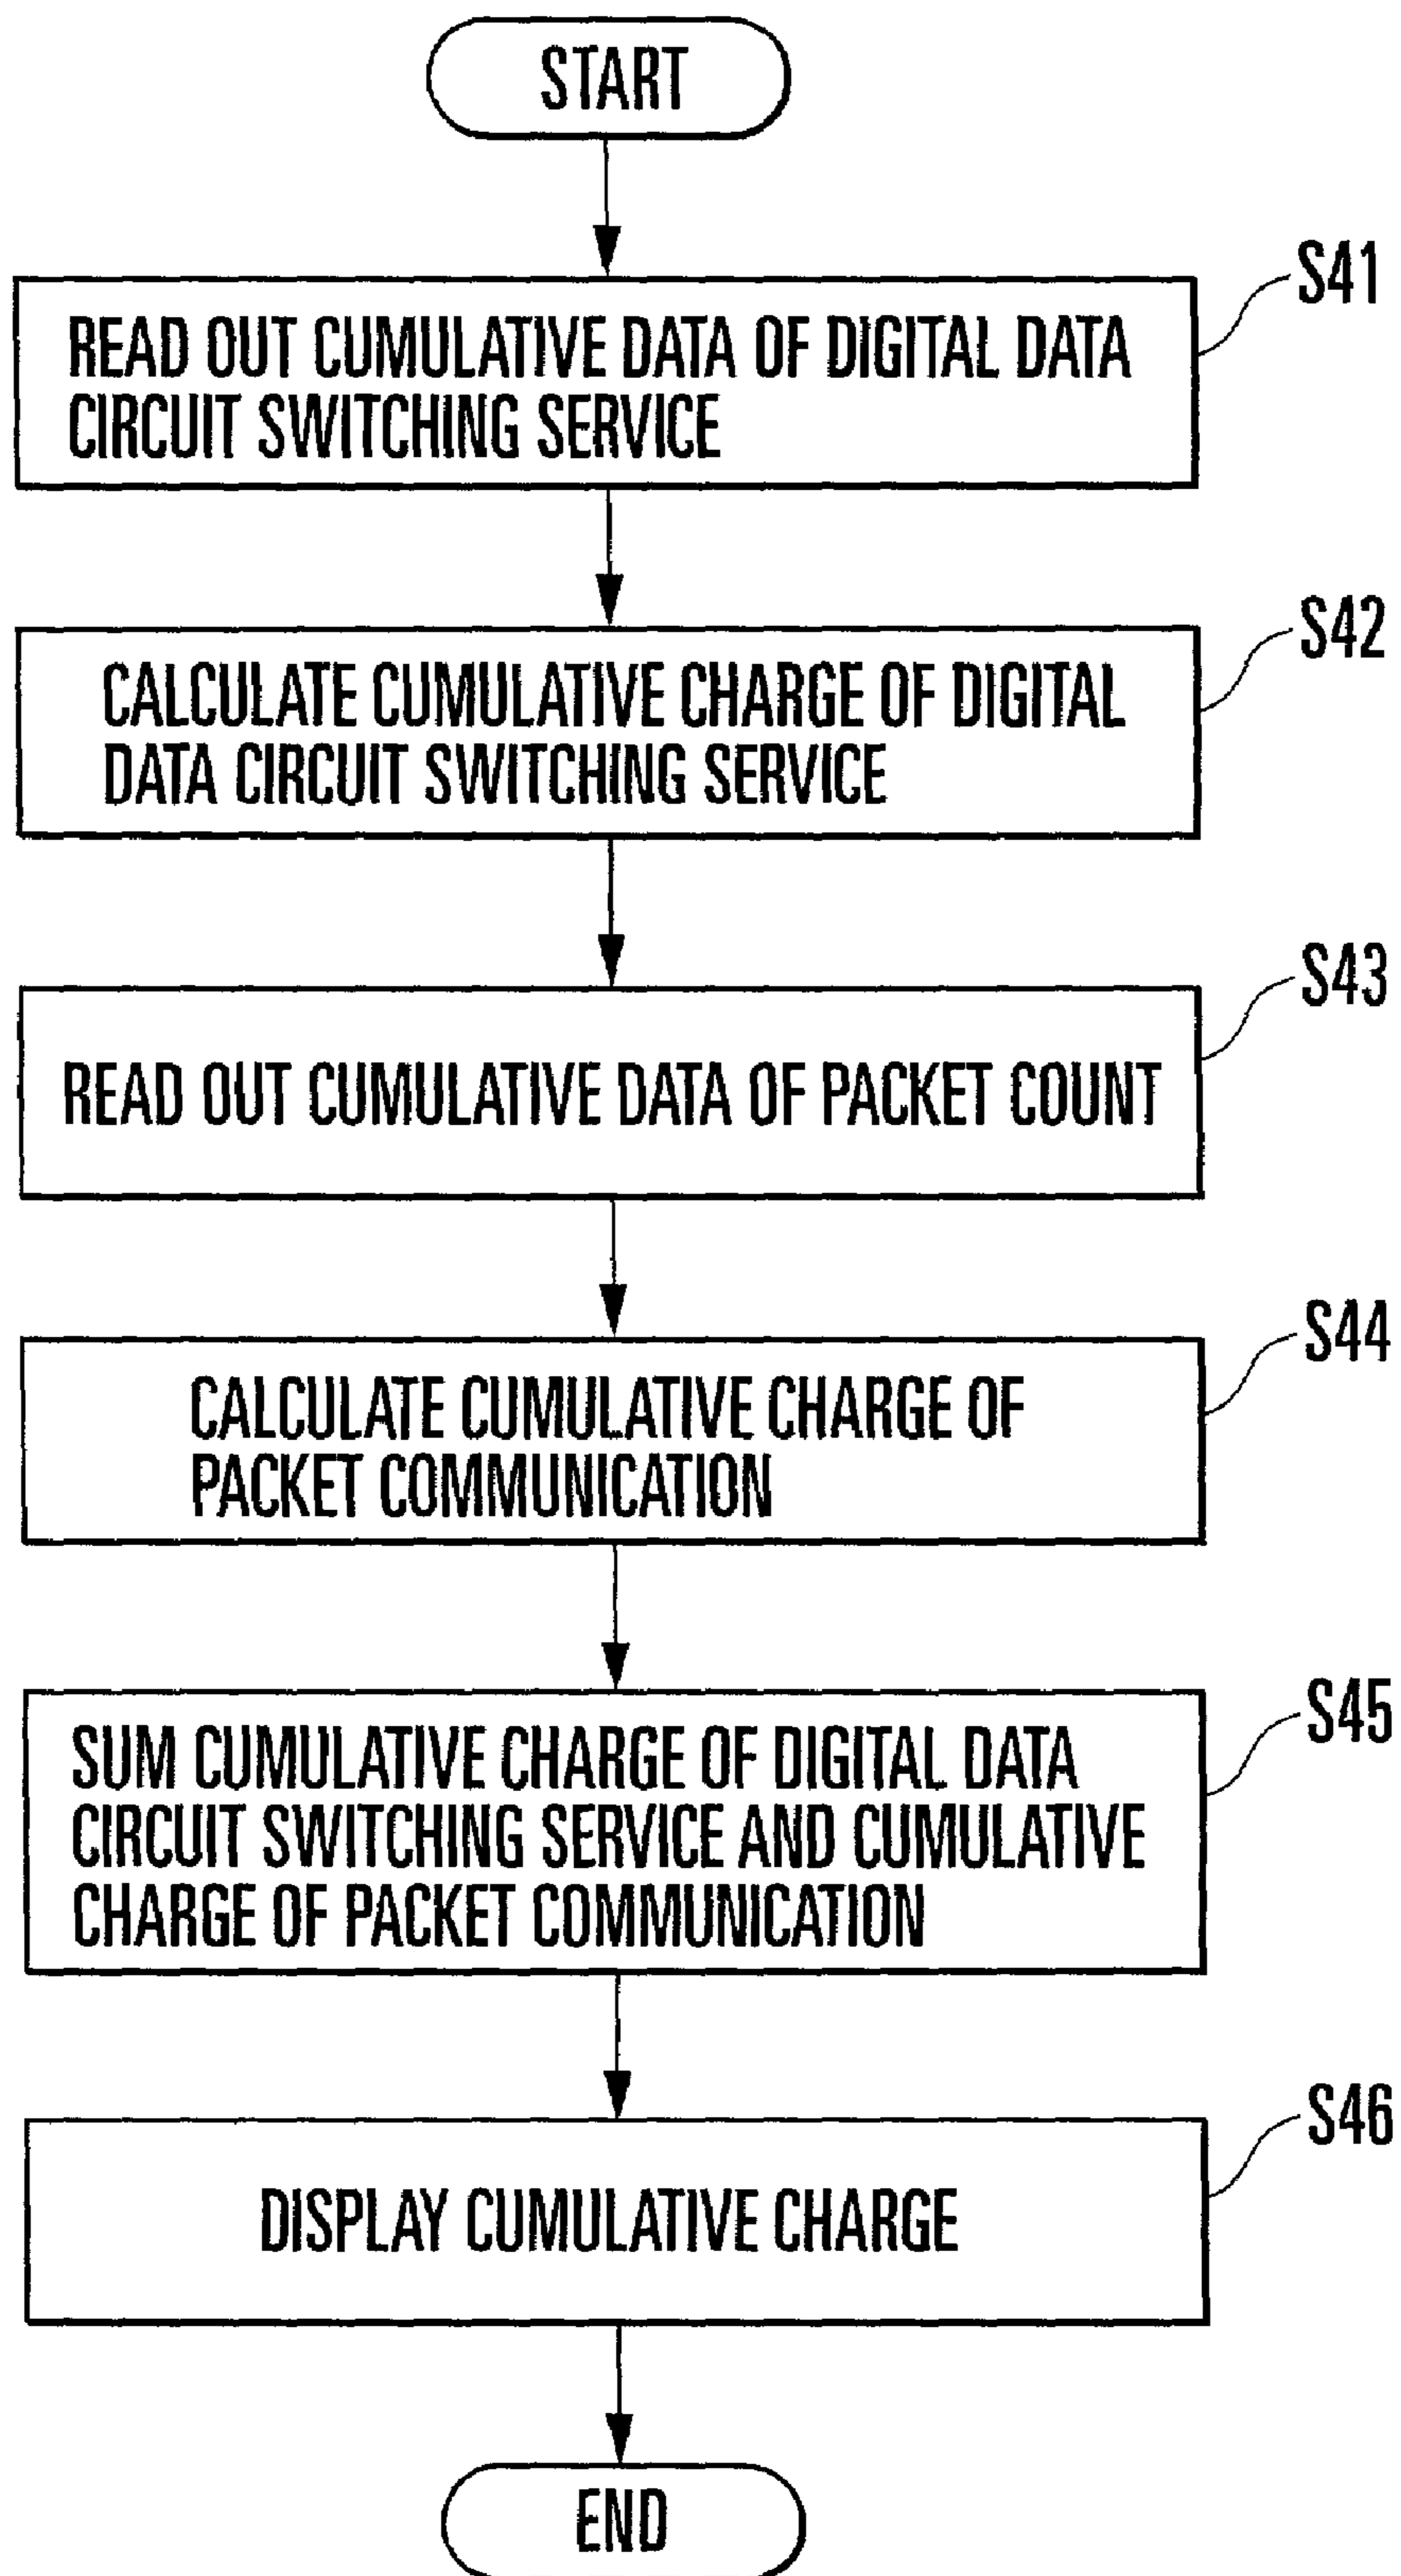 START
S41
READ OUT CUMULATIVE DATA OF DIGITAL DATA
CIRCUIT SWITCHING SERVICE
S42
CALCULATE CUMULATIVE CHARGE OF DIGITAL
DATA CIRCUIT SWITCHING SERVICE
S43
READ OUT CUMULATIVE DATA OF PACKET COUNT
S44
CALCULATE CUMULATIVE CHARGE OF
PACKET COMMUNICATION
S45
SUM CUMULATIVE CHARGE OF DIGITAL DATA
CIRCUIT SWITCHING SERVICE AND CUMULATIVE
CHARGE OF PACKET COMMUNICATION
S46
DISPLAY CUMULATIVE CHARGE
END